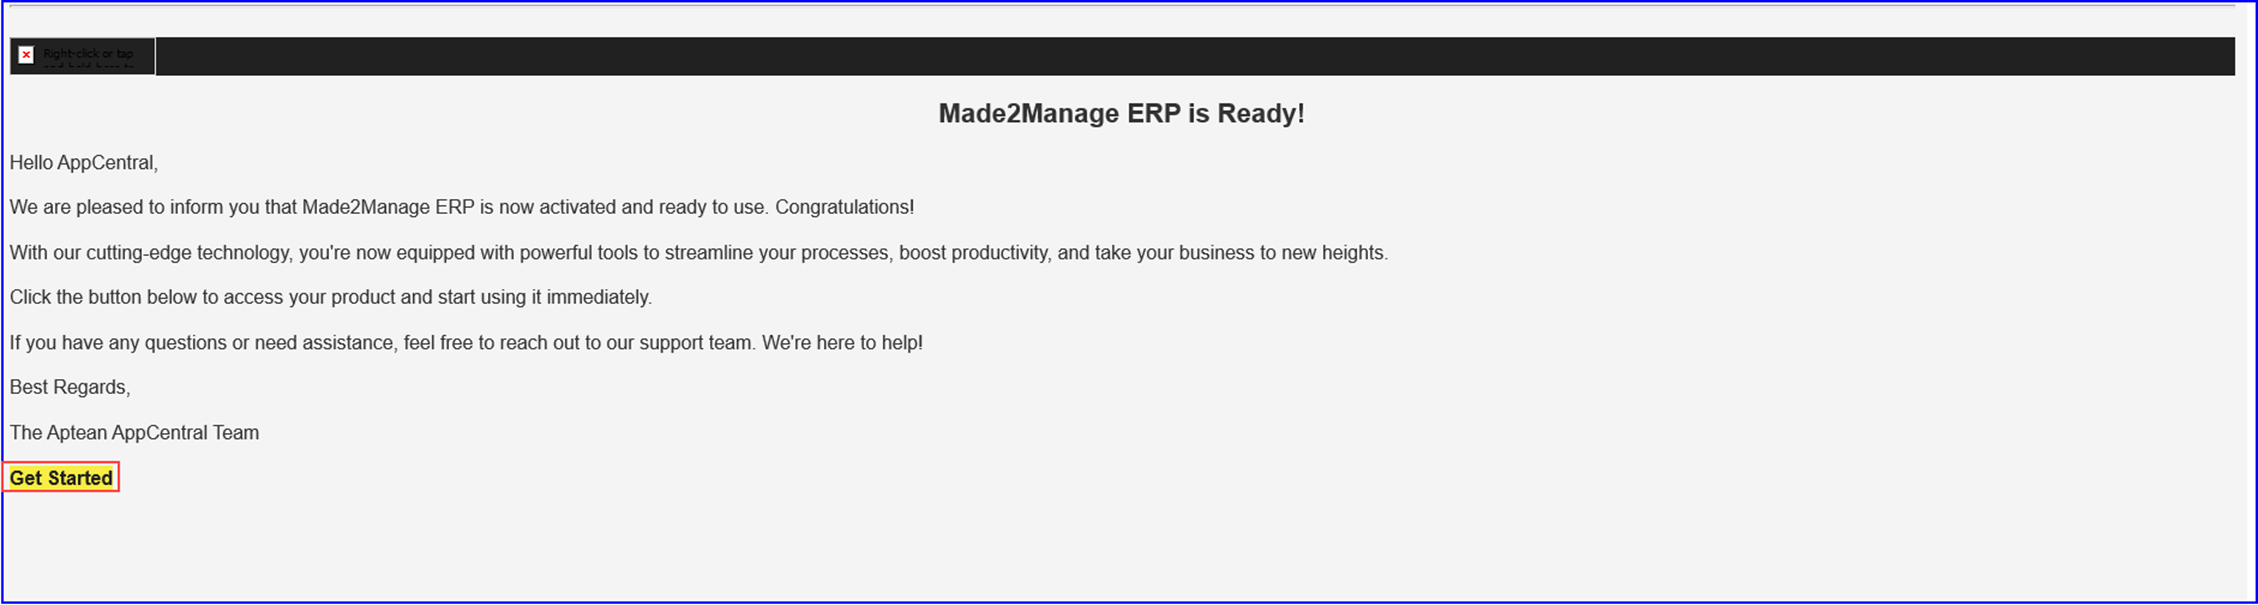 Right-click or tap
and hold here to
Made2Manage ERP is Ready!
Hello AppCentral,
We are pleased to inform you that Made2Manage ERP is now activated and ready to use. Congratulations!
With our cutting-edge technology, you're now equipped with powerful tools to streamline your processes, boost productivity, and take your business to new heights.
Click the button below to access your product and start using it immediately.
If you have any questions or need assistance, feel free to reach out to our support team. We're here to help!
Best Regards,
The Aptean AppCentral Team
Get Started